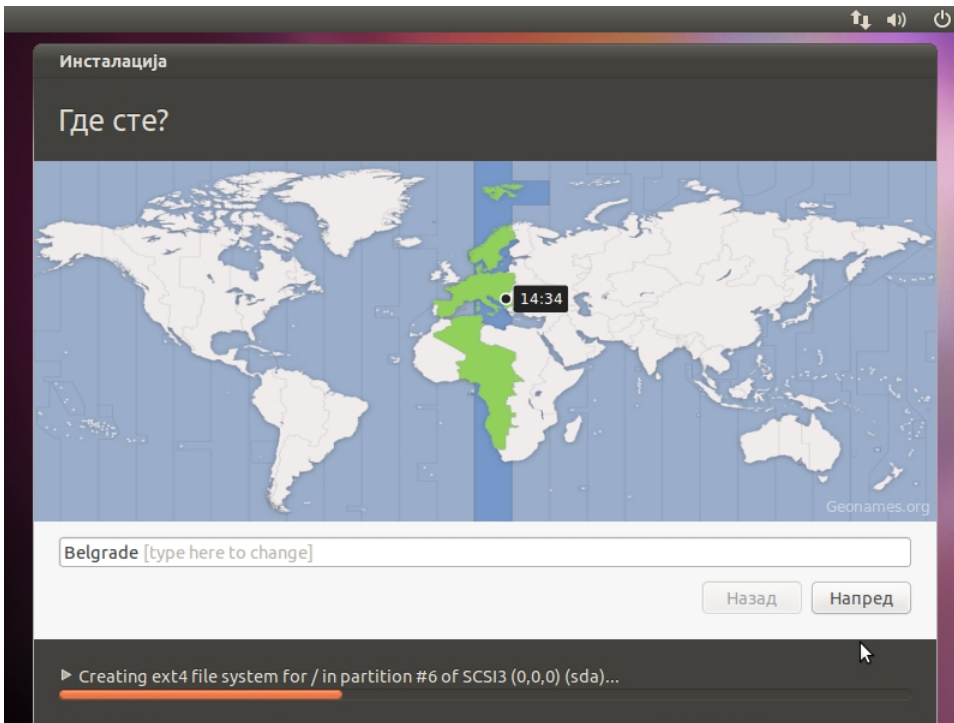 Инсталација
Где сте?
14:34
Geonames.org
Belgrade [type here to change]
Назад
Напред
Creating ext4 file system for / in partition #6 of SCSI3 (0,0,0) (sda)...